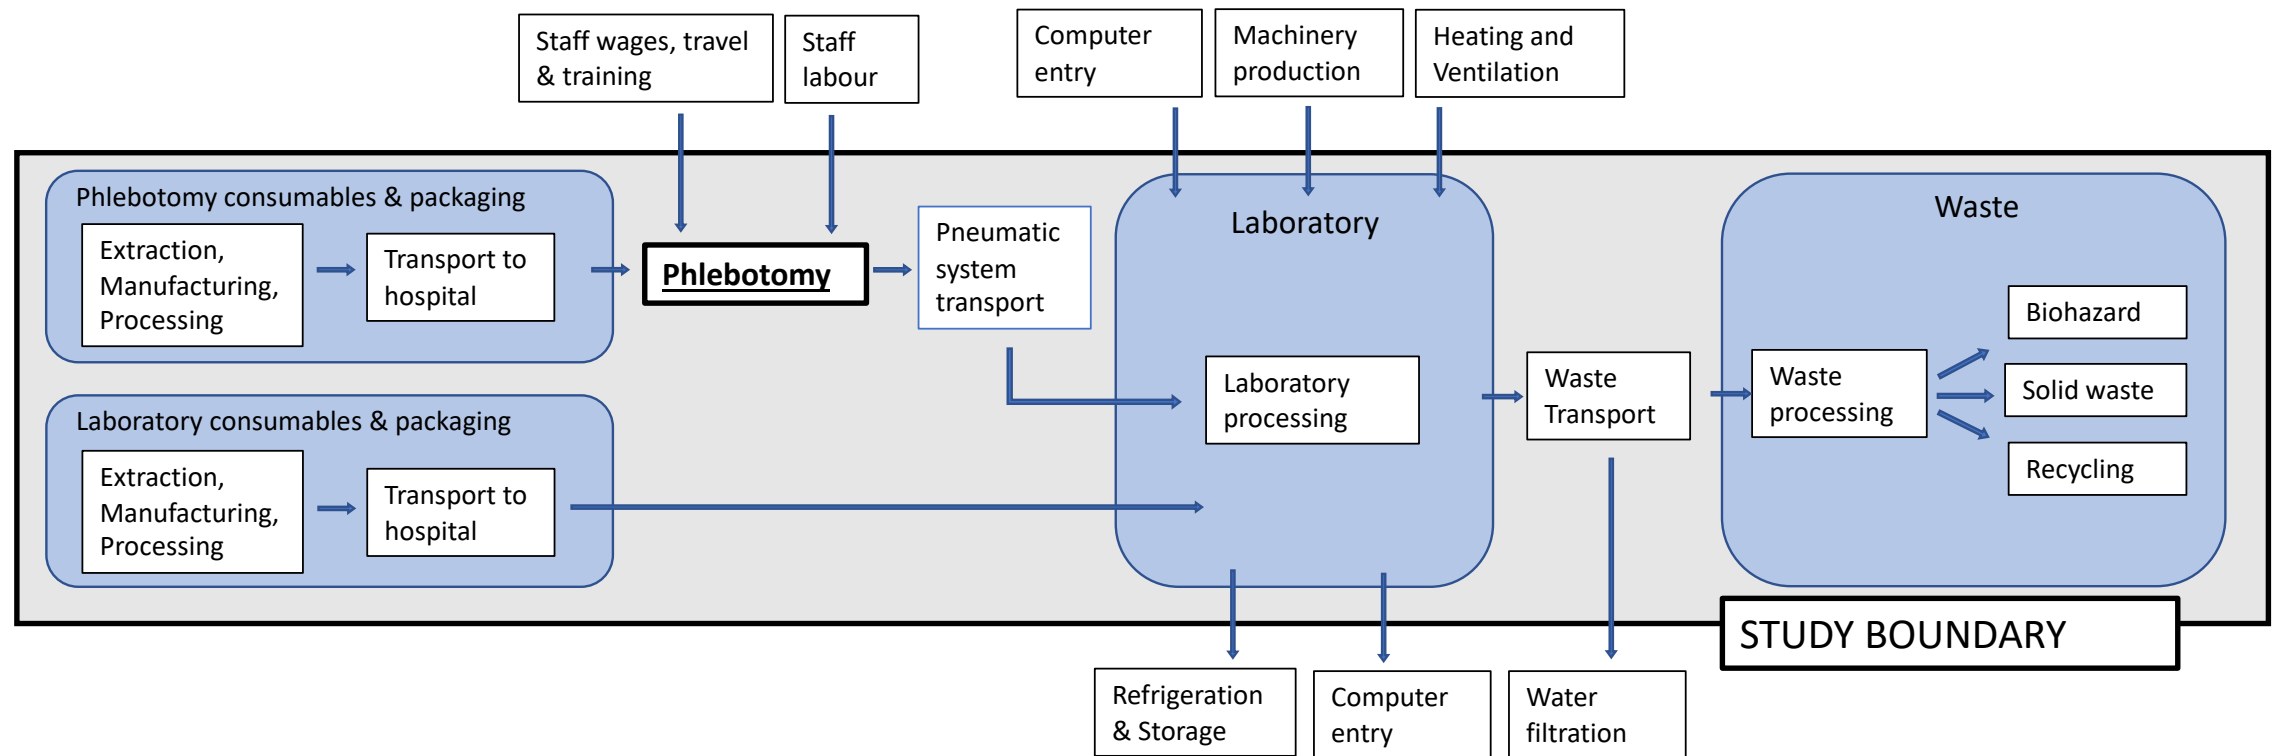 Staff wages, travel
& training
Staff
labour
Computer
entry
Machinery
production
Heating and
Ventilation
Phlebotomy consumables & packaging
Extraction,
Manufacturing,
Processing
Transport to
hospital
Phlebotomy
Pneumatic
system
transport
Laboratory consumables & packaging
Extraction,
Manufacturing,
Processing
Transport to
hospital
Laboratory
Laboratory
processing
Waste
Transport
Waste
Waste
processing
Biohazard
Solid waste
Recycling
STUDY BOUNDARY
Refrigeration
& Storage
Computer
entry
Water
filtration